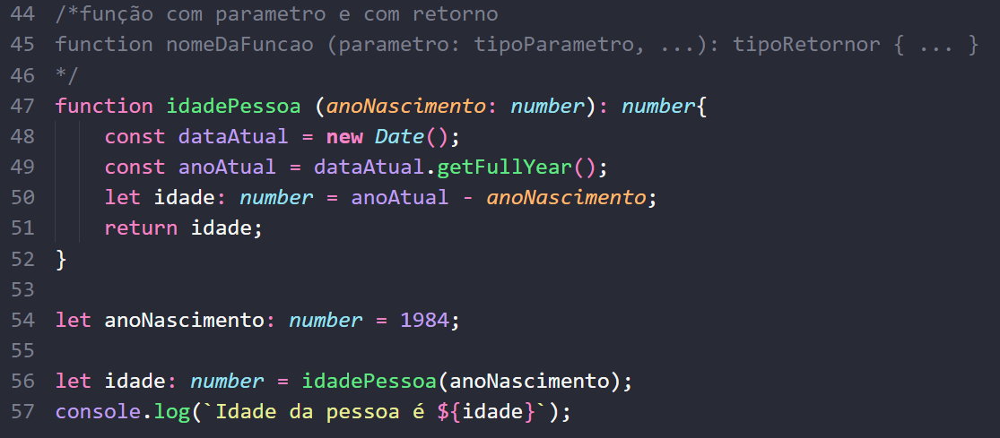 44 /*função com parametro e com retorno
45 function nomeDaFuncao (parametro: tipoParametro, ...): tipoRetornor { ... }
46 */
47 function idadePessoa (anoNascimento: number): number{
48     const dataAtual = new Date();
49     const anoAtual = dataAtual.getFullYear();
50     let idade: number = anoAtual - anoNascimento;
51     return idade;
52 }
53
54 let anoNascimento: number = 1984;
55
56 let idade: number = idadePessoa(anoNascimento);
57 console.log(`Idade da pessoa é ${idade}`);